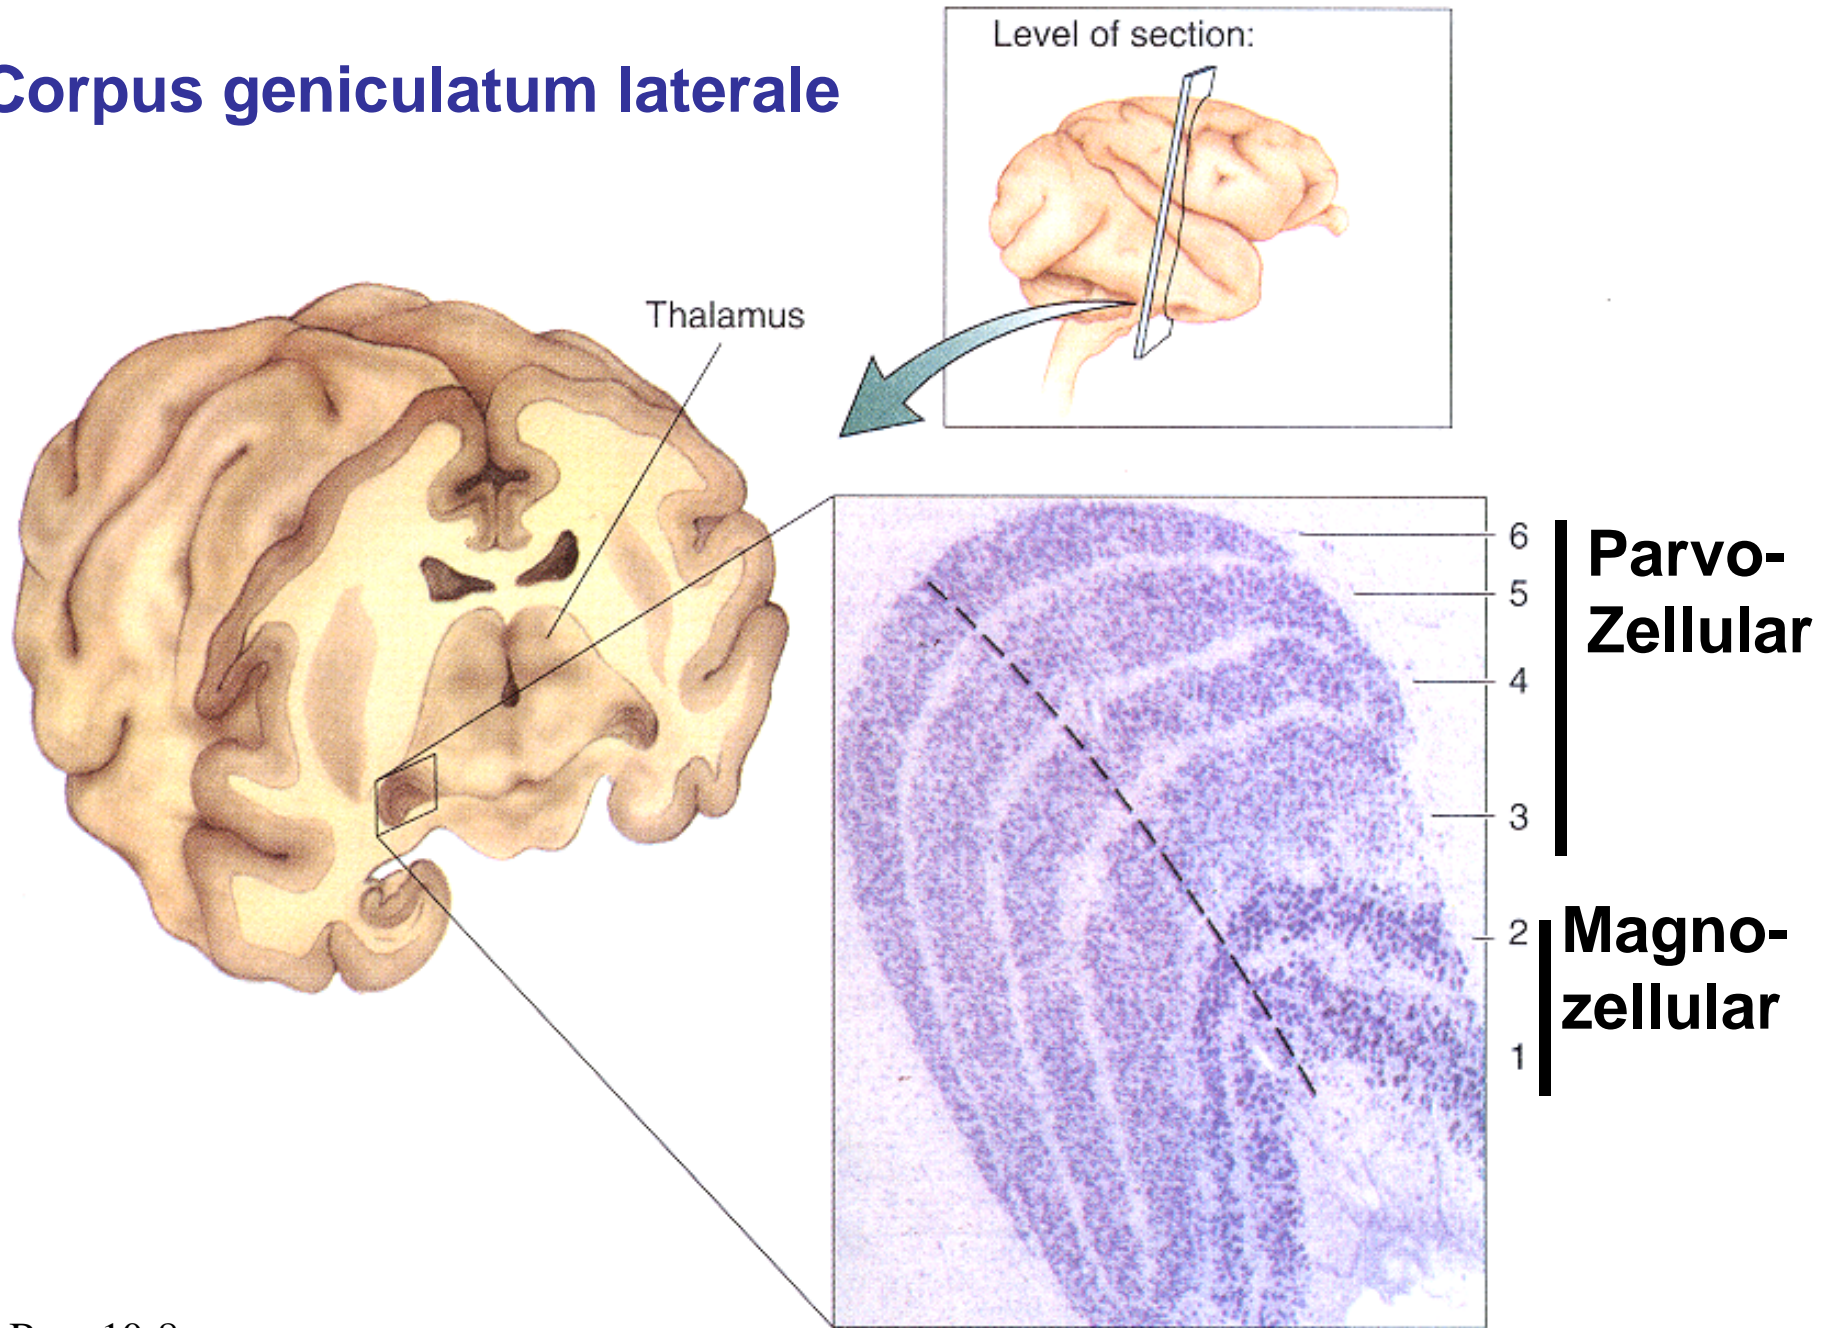 Corpus geniculatum laterale
Level of section:
Thalamus
6
5
4
3
2
1
Parvo-
Zellular
Magno-
zellular